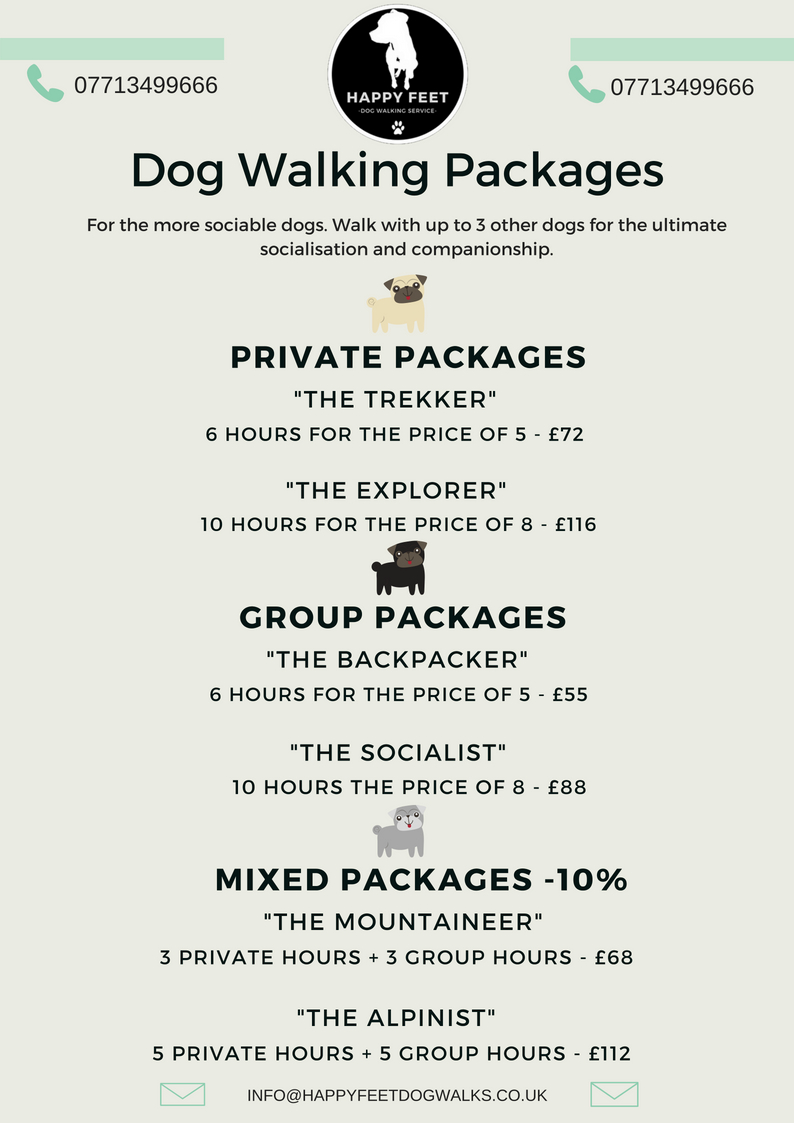 07713499666
HAPPY FEET
-DOG WALKING SERVICE-
07713499666
Dog Walking Packages
For the more sociable dogs. Walk with up to 3 other dogs for the ultimate
socialisation and companionship.
PRIVATE PACKAGES
"THE TREKKER"
6 HOURS FOR THE PRICE OF 5 - £72
"THE EXPLORER"
10 HOURS FOR THE PRICE OF 8 - £116
GROUP PACKAGES
"THE BACKPACKER"
6 HOURS FOR THE PRICE OF 5 - £55
"THE SOCIALIST"
10 HOURS THE PRICE OF 8 - £88
MIXED PACKAGES -10%
"THE MOUNTAINEER"
3 PRIVATE HOURS + 3 GROUP HOURS - £68
"THE ALPINIST"
5 PRIVATE HOURS + 5 GROUP HOURS - £112
INFO@HAPPYFEETDOGWALKS.CO.UK